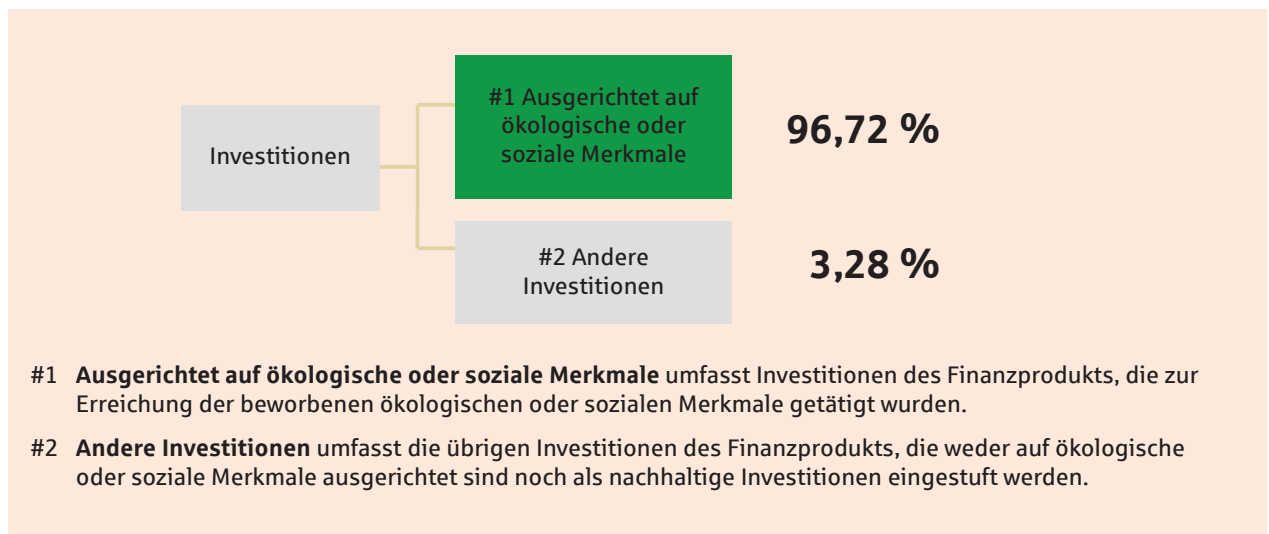 #1 Ausgerichtet auf
ökologische oder
soziale Merkmale
96,72 %
Investitionen
#2 Andere
Investitionen
3,28 %
#1 Ausgerichtet auf ökologische oder soziale Merkmale umfasst Investitionen des Finanzprodukts, die zur
Erreichung der beworbenen ökologischen oder sozialen Merkmale getätigt wurden.
#2 Andere Investitionen umfasst die übrigen Investitionen des Finanzprodukts, die weder auf ökologische
oder soziale Merkmale ausgerichtet sind noch als nachhaltige Investitionen eingestuft werden.